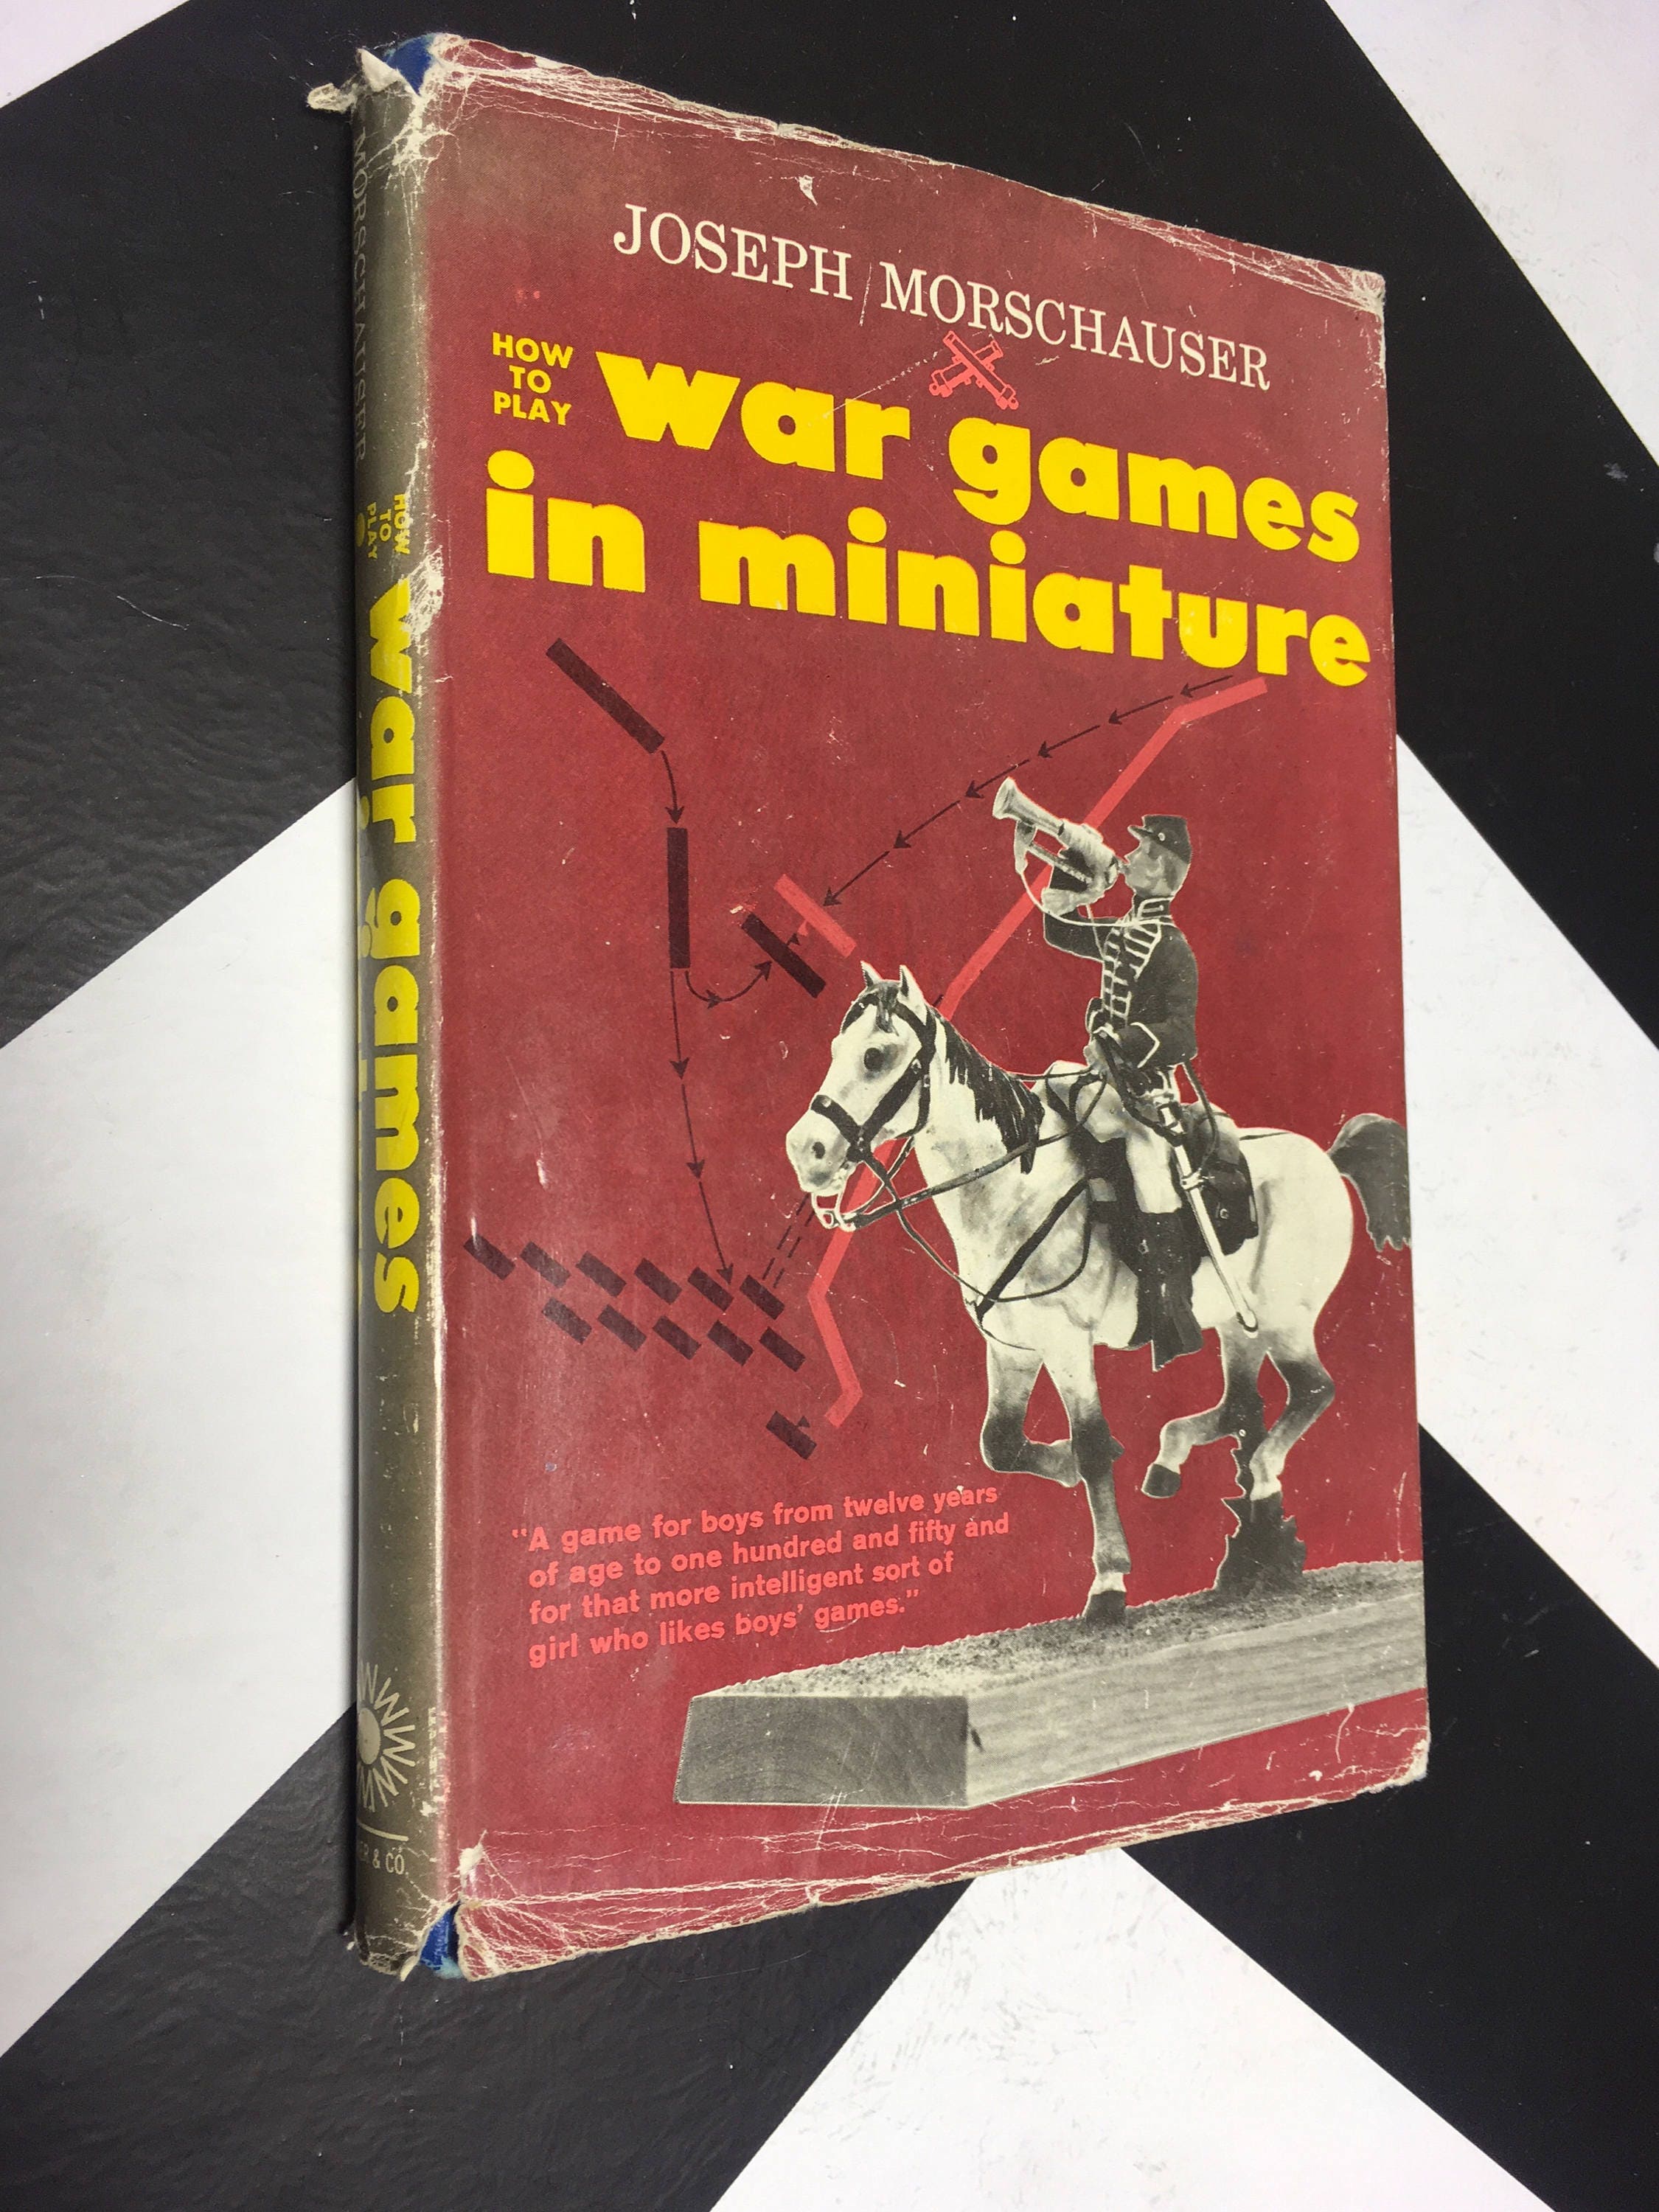 JOSEPH MORSCHAUSER
HOW
TO
PLAY
war games
in miniature
"A game for boys from twelve years
of age to one hundred and fifty and
for that more intelligent sort of
girl who likes boys' games."
MORSCHAUSER
HOW
TO
PLAY
war games
& CO.